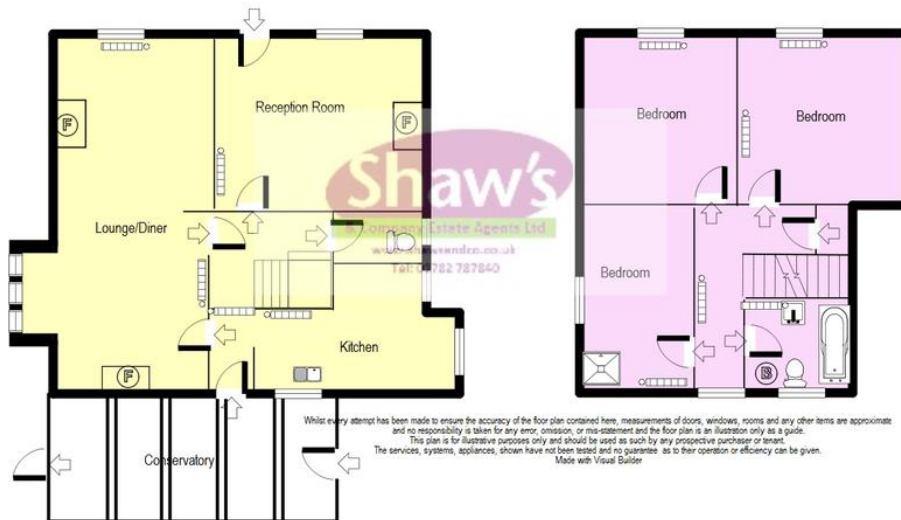 Reception Room
F
F
Lounge/Diner
Kitchen
F
Conservatory
Bedroom
Bedroom
Bedroom
B
Shaw's
& Company Estate Agents Ltd
www.shawsandco.co.uk
Tel: 01782 787840
Whilst every attempt has been made to ensure the accuracy of the floor plan contained here, measurements of doors, windows, rooms and any other items are approximate
and no responsibility is taken for any error, omission, or mis-statement and the floor plan is an illustration only as a guide.
This plan is for illustrative purposes only and should be used as such by any prospective purchaser or tenant.
The services, systems, appliances, shown have not been tested and no guarantee as to their operation or efficiency can be given.
Made with Visual Builder